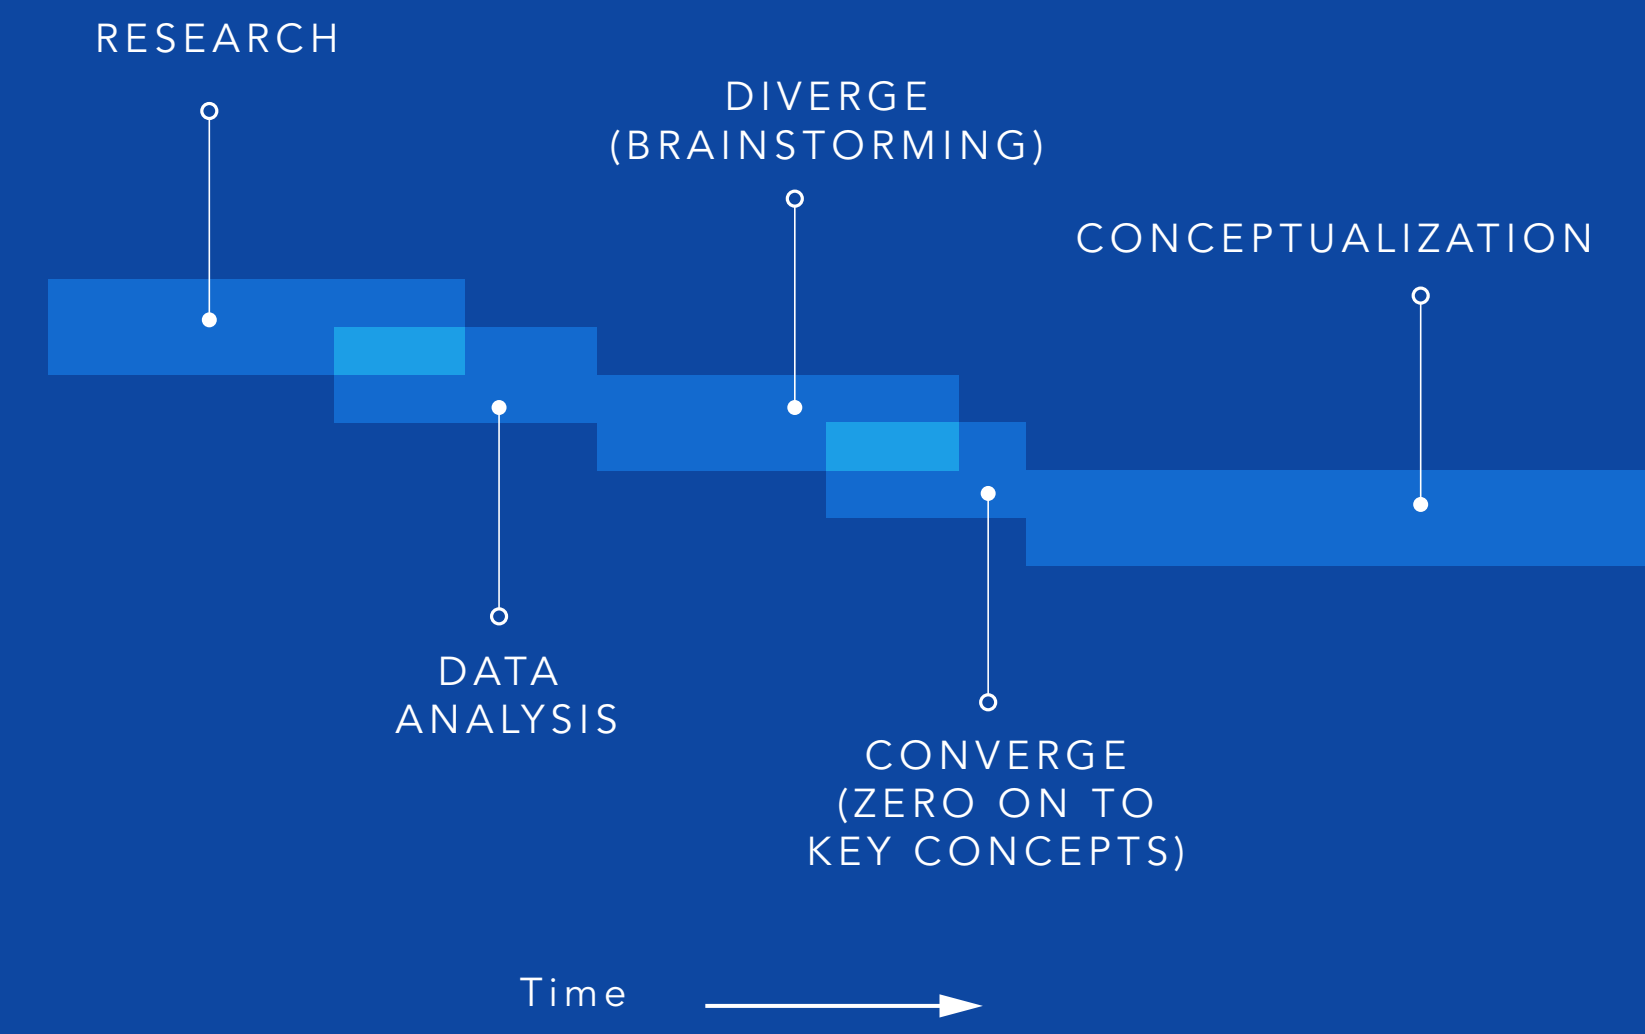 RESEARCH
DIVERGE
(BRAINSTORMING)
CONCEPTUALIZATION
DATA
ANALYSIS
CONVERGE
(ZERO ON TO
KEY CONCEPTS)
Time